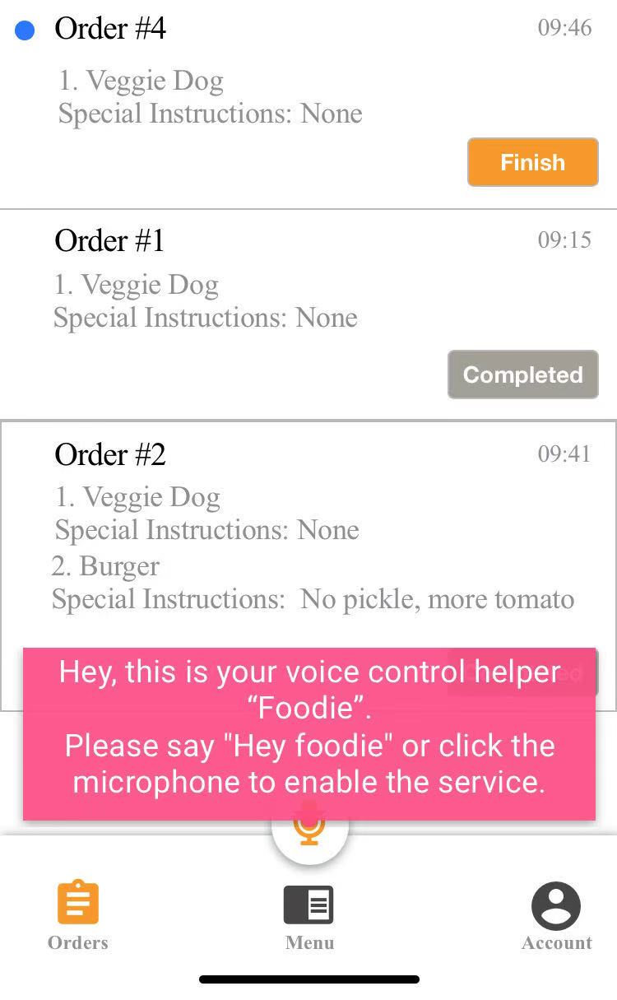 Order #4
09:46
1. Veggie Dog
Special Instructions: None
Finish
Order #1
09:15
1. Veggie Dog
Special Instructions: None
Completed
Order #2
09:41
1. Veggie Dog
Special Instructions: None
2. Burger
Special Instructions: No pickle, more tomato
Hey, this is your voice control helper
“Foodie”.
Please say "Hey foodie" or click the
microphone to enable the service.
Orders
Menu
Account